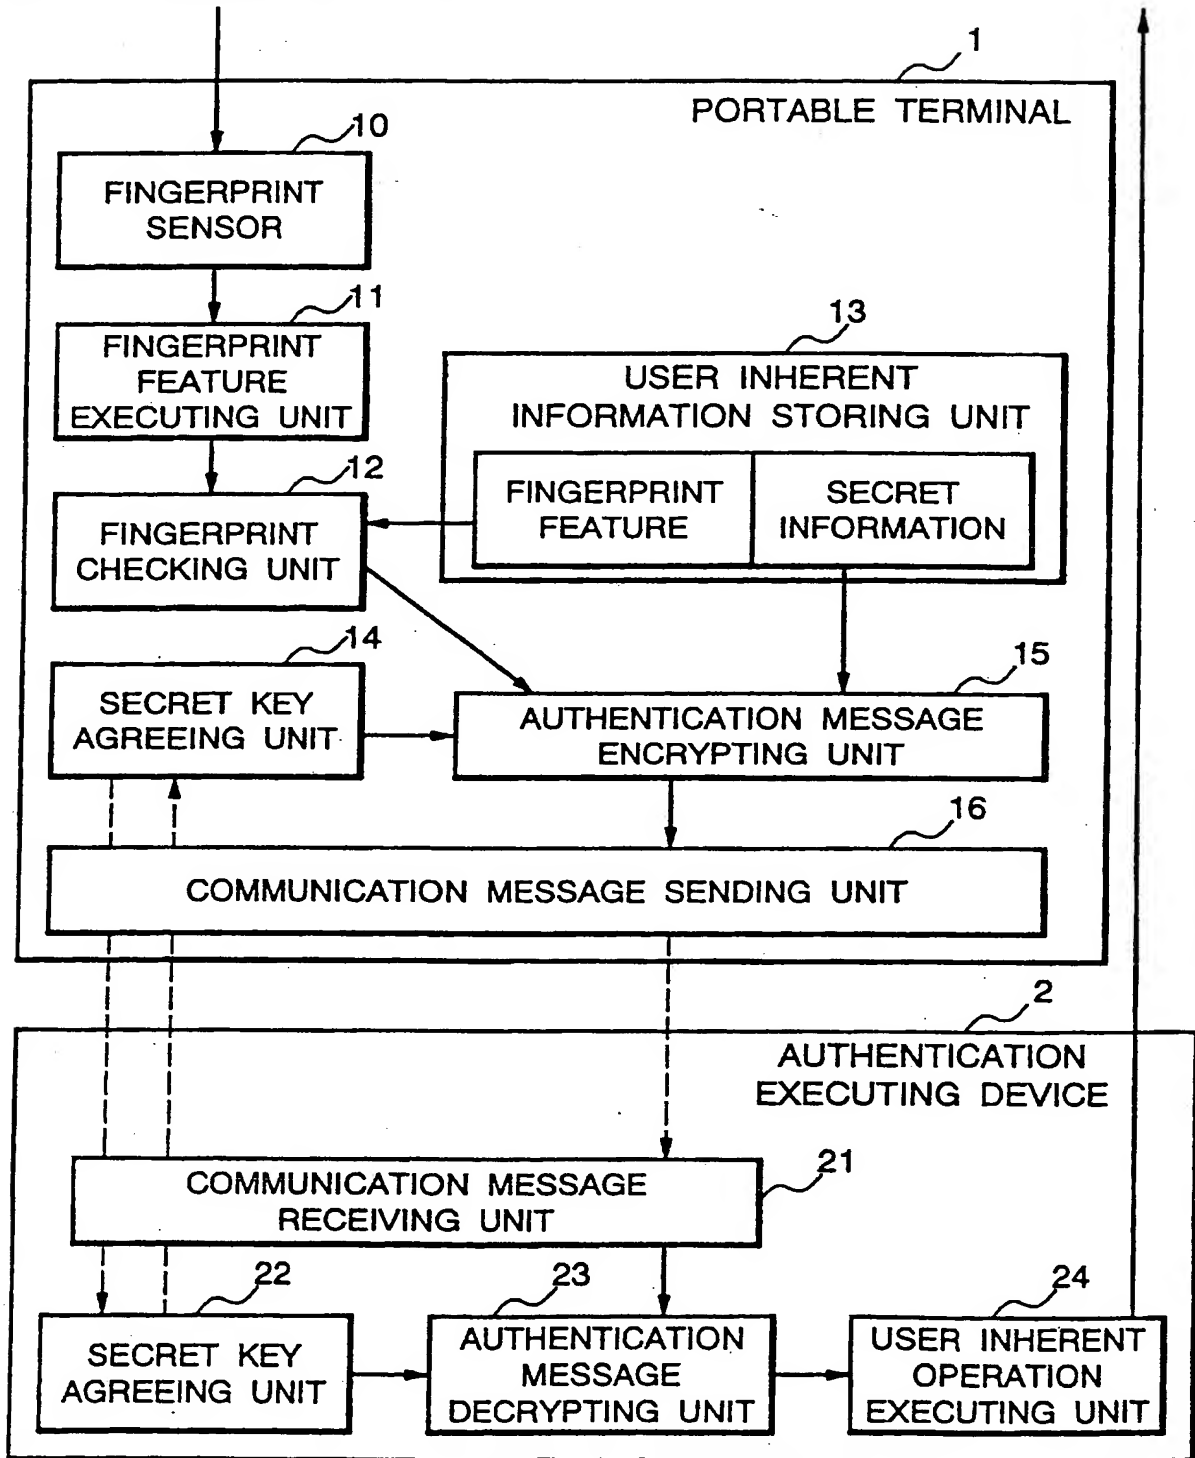 1
PORTABLE TERMINAL
10
FINGERPRINT
SENSOR
11
FINGERPRINT
FEATURE
EXECUTING UNIT
13
USER INHERENT
INFORMATION STORING UNIT
FINGERPRINT
FEATURE
SECRET
INFORMATION
12
FINGERPRINT
CHECKING UNIT
14
SECRET KEY
AGREEING UNIT
15
AUTHENTICATION MESSAGE
ENCRYPTING UNIT
16
COMMUNICATION MESSAGE SENDING UNIT
2
AUTHENTICATION
EXECUTING DEVICE
21
COMMUNICATION MESSAGE
RECEIVING UNIT
22
SECRET KEY
AGREEING UNIT
23
AUTHENTICATION
MESSAGE
DECRYPTING UNIT
24
USER INHERENT
OPERATION
EXECUTING UNIT